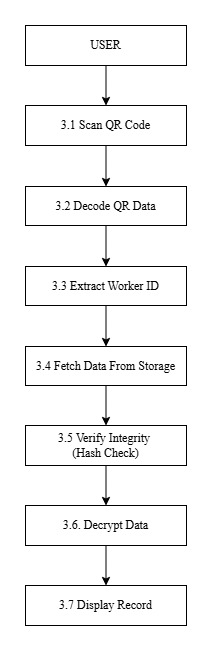 USER
3.1 Scan QR Code
3.2 Decode QR Data
3.3 Extract Worker ID
3.4 Fetch Data From Storage
3.5 Verify Integrity
(Hash Check)
3.6. Decrypt Data
3.7 Display Record